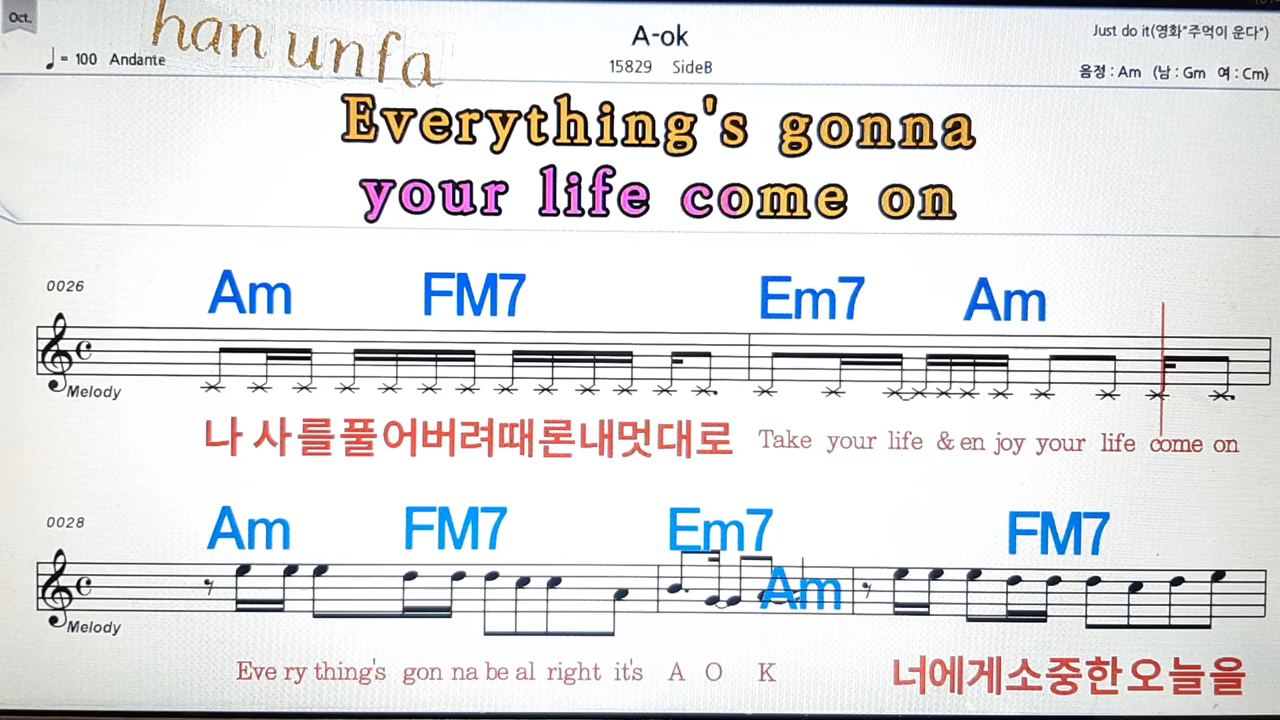 Oct.
han unfa
A-ok
Just do it(영화"주먹이 운다")
♩= 100 Andante
15829 SideB
음정 : Am (남 : Gm 여 : Cm)
Everything's gonna
your life come on
0026
Am FM7 Em7 Am
Melody
나 사를풀어버려때론내멋대로 Take your life & en joy your life come on
0028
Am FM7 Em7 Am FM7
Melody
Eve ry thing's gon na be al right it's A O K 너에게소중한오늘을